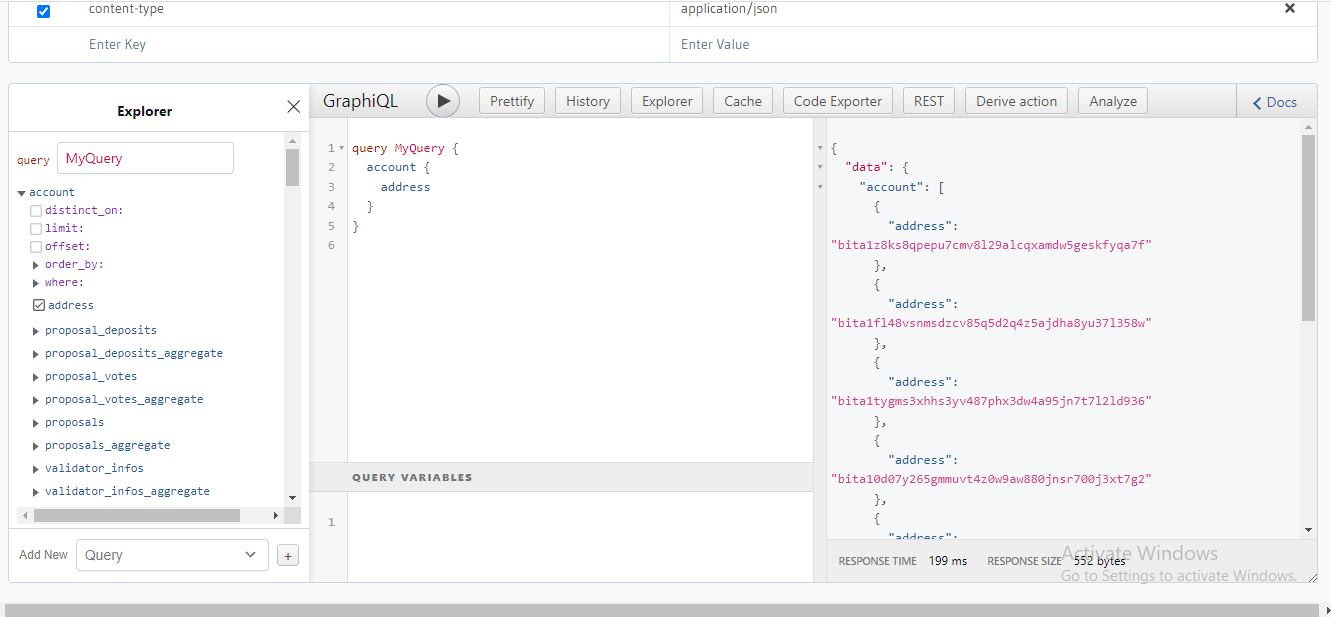 content-type application/json
Enter Key Enter Value
Explorer
query MyQuery
account
distinct_on:
limit:
offset:
order_by:
where:
address
proposal_deposits
proposal_deposits_aggregate
proposal_votes
proposal_votes_aggregate
proposals
proposals_aggregate
validator_infos
validator_infos_aggregate
Add New Query +
GraphiQL Prettify History Explorer Cache Code Exporter REST Derive action Analyze Docs
1 query MyQuery {
2 account {
3 address
4 }
5 }
6
QUERY VARIABLES
1
{
"data": {
"account": [
{
"address":
"bita1z8ks8qpepu7cmv8l29alcqxamdw5geskfyqa7f"
},
{
"address":
"bita1fl48vsnmsdzcv85q5d2q4z5ajdha8yu37l358w"
},
{
"address":
"bita1tygms3xhhs3yv487phx3dw4a95jn7t7l2ld936"
},
{
"address":
"bita10d07y265gmmuvt4z0w9aw880jnsr700j3xt7g2"
},
{
"address":
RESPONSE TIME 199 ms RESPONSE SIZE 552 bytes
Activate Windows
Go to Settings to activate Windows.